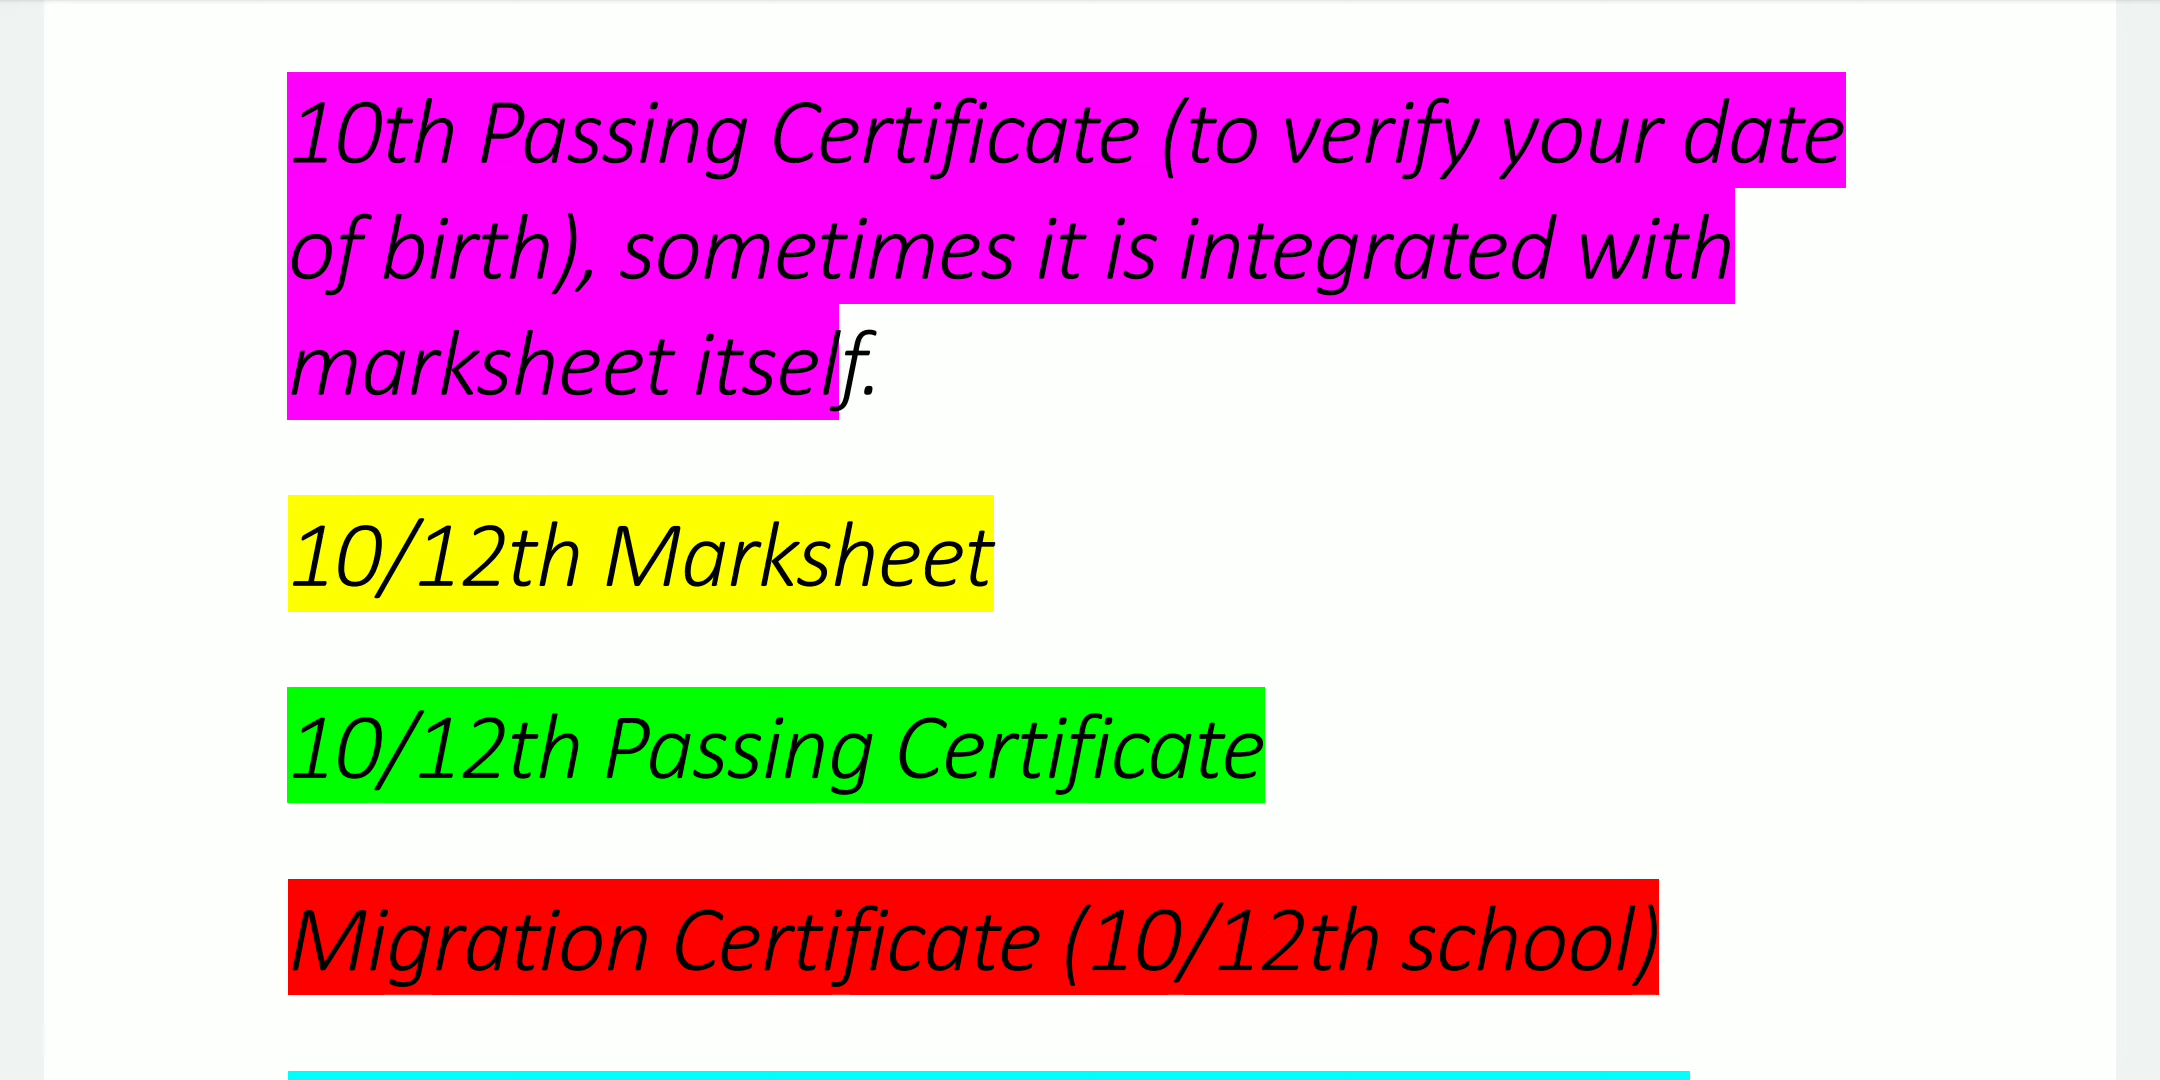 10th Passing Certificate (to verify your date
of birth), sometimes it is integrated with
marksheet itself.
10/12th Marksheet
10/12th Passing Certificate
Migration Certificate (10/12th school)